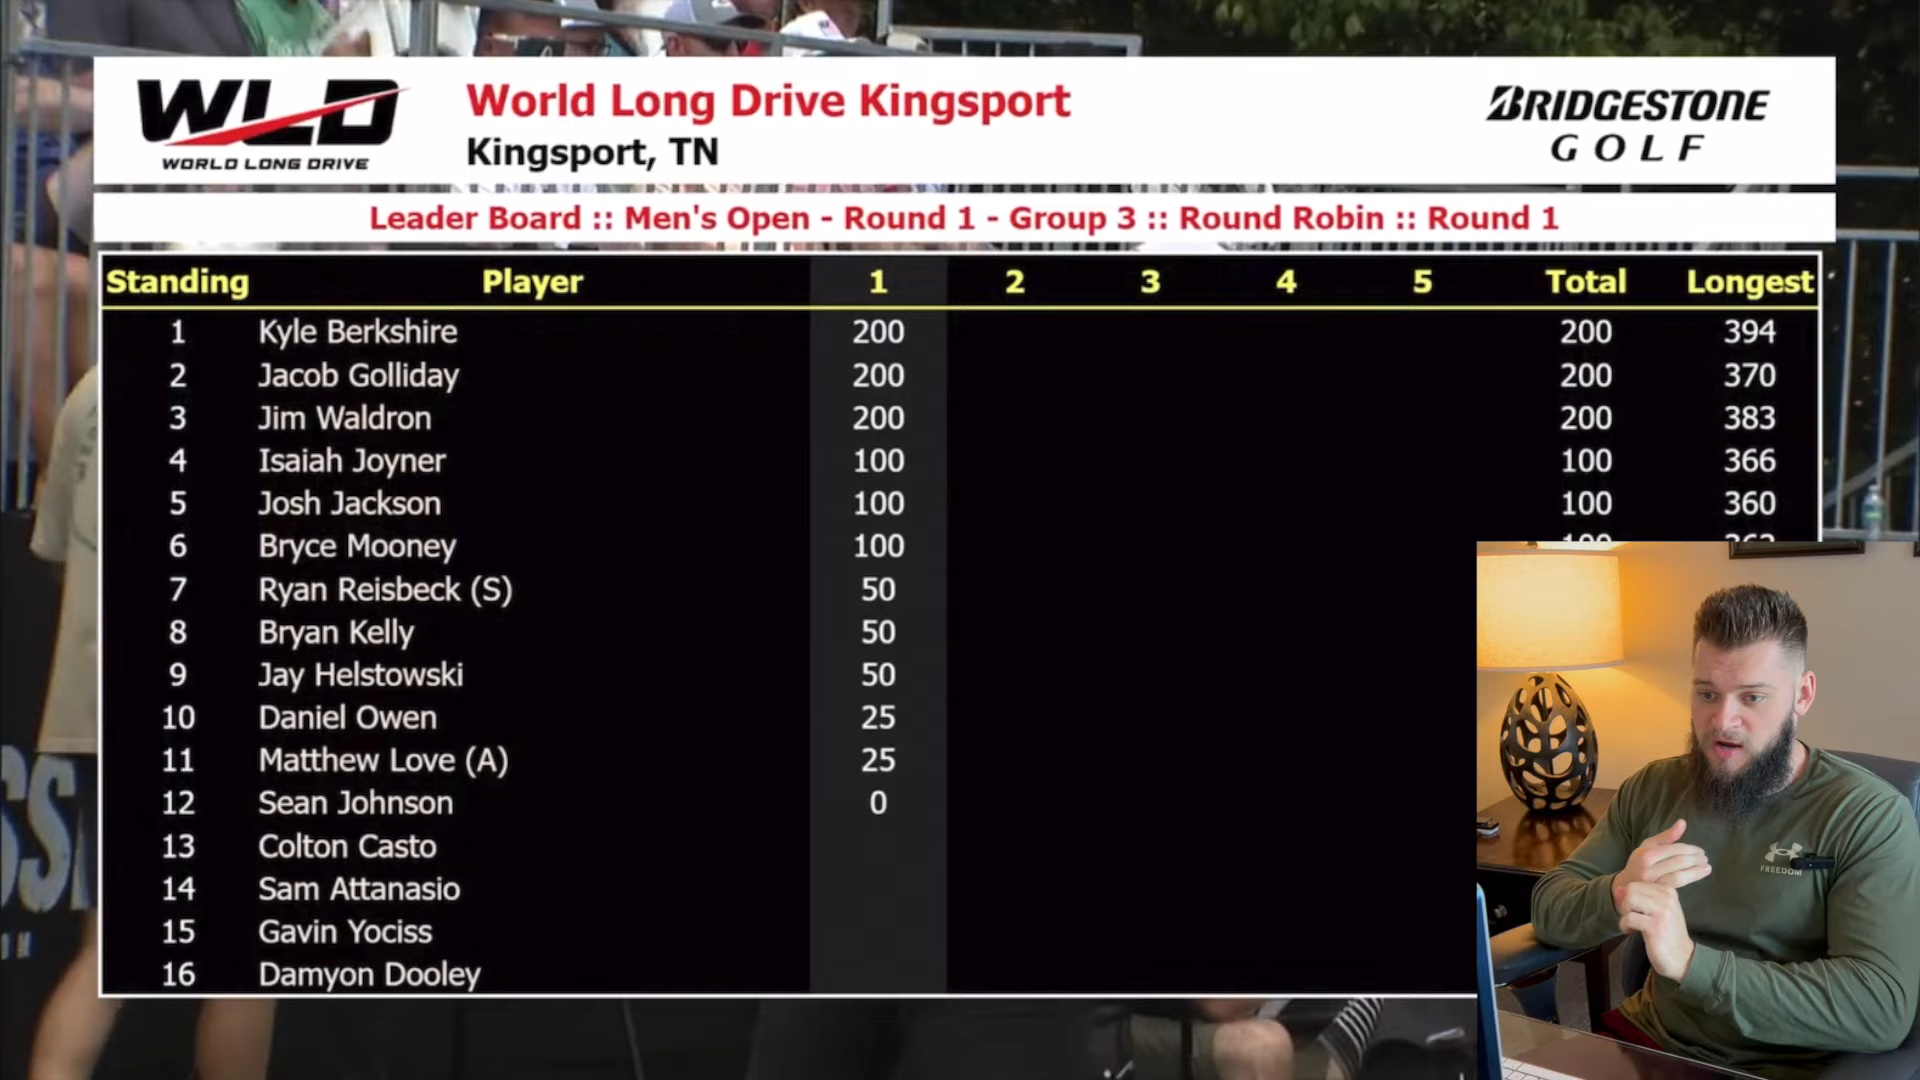 WLD
WORLD LONG DRIVE
World Long Drive Kingsport
Kingsport, TN
BRIDGESTONE
GOLF
Leader Board :: Men's Open - Round 1 - Group 3 :: Round Robin :: Round 1
Standing Player 1 2 3 4 5 Total Longest
1 Kyle Berkshire 200 200 394
2 Jacob Golliday 200 200 370
3 Jim Waldron 200 200 383
4 Isaiah Joyner 100 100 366
5 Josh Jackson 100 100 360
6 Bryce Mooney 100
7 Ryan Reisbeck (S) 50
8 Bryan Kelly 50
9 Jay Helstowski 50
10 Daniel Owen 25
11 Matthew Love (A) 25
12 Sean Johnson 0
13 Colton Casto
14 Sam Attanasio
15 Gavin Yociss
16 Damyon Dooley
FREEDOM